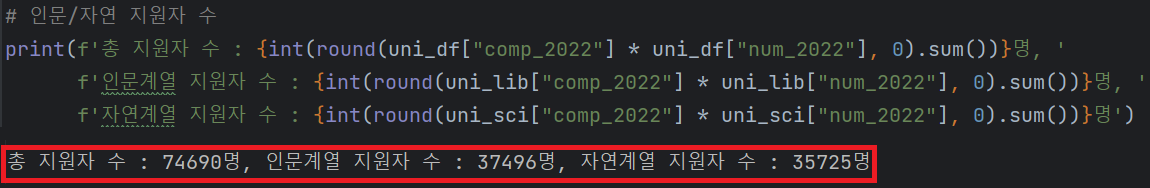 # 인문/자연 지원자 수
print(f'총 지원자 수 : {int(round(uni_df["comp_2022"] * uni_df["num_2022"], 0).sum())}명, '
f'인문계열 지원자 수 : {int(round(uni_lib["comp_2022"] * uni_lib["num_2022"], 0).sum())}명, '
f'자연계열 지원자 수 : {int(round(uni_sci["comp_2022"] * uni_sci["num_2022"], 0).sum())}명')
총 지원자 수 : 74690명, 인문계열 지원자 수 : 37496명, 자연계열 지원자 수 : 35725명